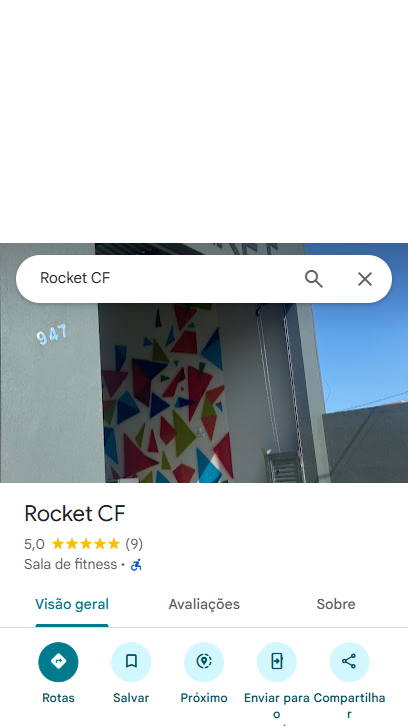 Rocket CF
947
Rocket CF
5,0 ★★★★★ (9)
Sala de fitness ·
Visão geral Avaliações Sobre
Rotas Salvar Próximo Enviar para o Compartilhar